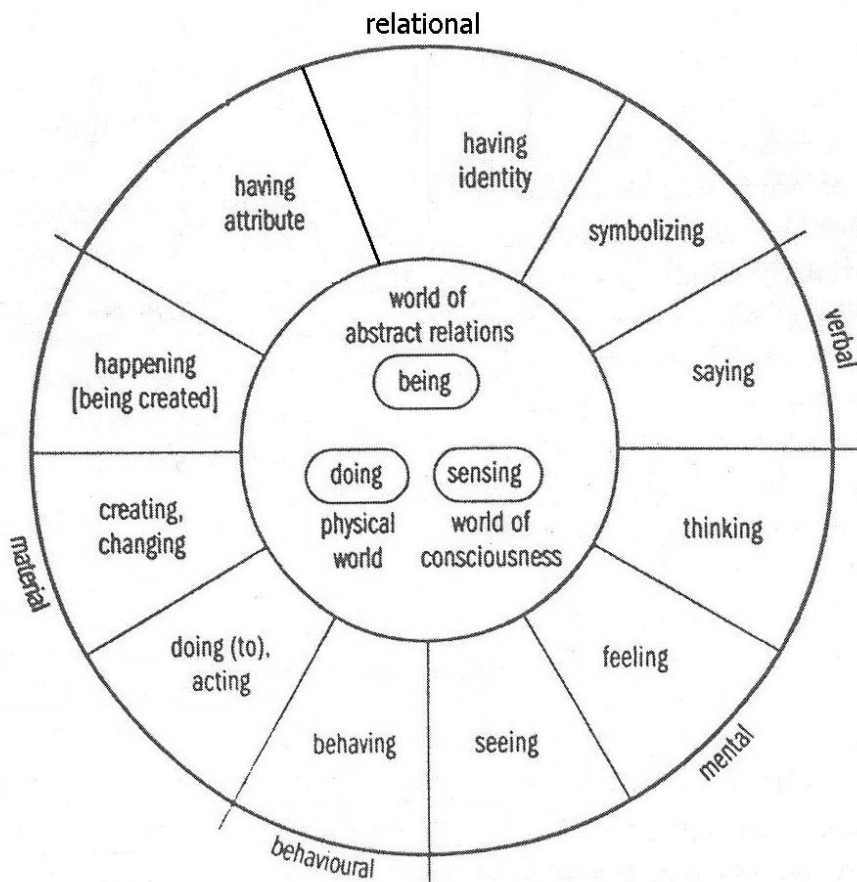 relational
having
identity
having
attribute
symbolizing
verbal
saying
happening
[being created]
world of
abstract relations
being
doing
physical
world
sensing
world of
consciousness
creating,
changing
thinking
material
doing (to),
acting
feeling
mental
behaving
seeing
behavioural